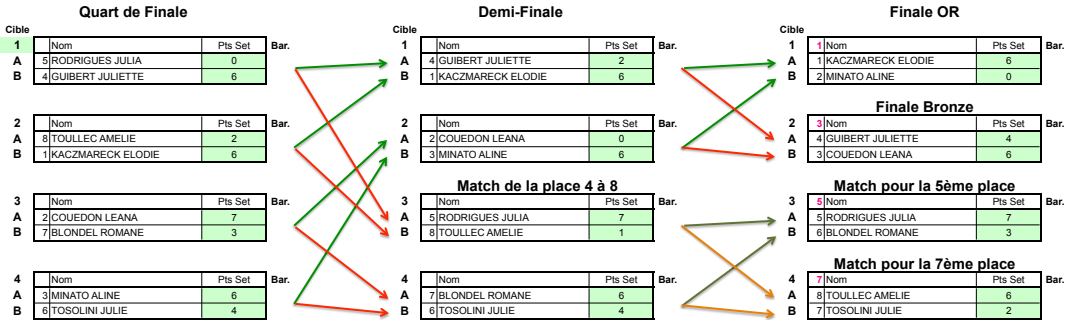 Quart de Finale Demi-Finale Finale OR
Cible Cible Cible
1 Nom Pts Set Bar. 1 Nom Pts Set Bar. 1 1 Nom Pts Set Bar.
A 5 RODRIGUES JULIA 0 A 4 GUIBERT JULIETTE 2 A 1 KACZMARECK ELODIE 6
B 4 GUIBERT JULIETTE 6 B 1 KACZMARECK ELODIE 6 B 2 MINATO ALINE 0
Finale Bronze
2 Nom Pts Set Bar. 2 Nom Pts Set Bar. 2 3 Nom Pts Set Bar.
A 8 TOULLEC AMELIE 2 A 2 COUEDON LEANA 0 A 4 GUIBERT JULIETTE 4
B 1 KACZMARECK ELODIE 6 B 3 MINATO ALINE 6 B 3 COUEDON LEANA 6
Match de la place 4 à 8 Match pour la 5ème place
3 Nom Pts Set Bar. 3 Nom Pts Set Bar. 3 5 Nom Pts Set Bar.
A 2 COUEDON LEANA 7 A 5 RODRIGUES JULIA 7 A 5 RODRIGUES JULIA 7
B 7 BLONDEL ROMANE 3 B 8 TOULLEC AMELIE 1 B 6 BLONDEL ROMANE 3
Match pour la 7ème place
4 Nom Pts Set Bar. 4 Nom Pts Set Bar. 4 7 Nom Pts Set Bar.
A 3 MINATO ALINE 6 A 7 BLONDEL ROMANE 6 A 8 TOULLEC AMELIE 6
B 6 TOSOLINI JULIE 4 B 6 TOSOLINI JULIE 4 B 7 TOSOLINI JULIE 2